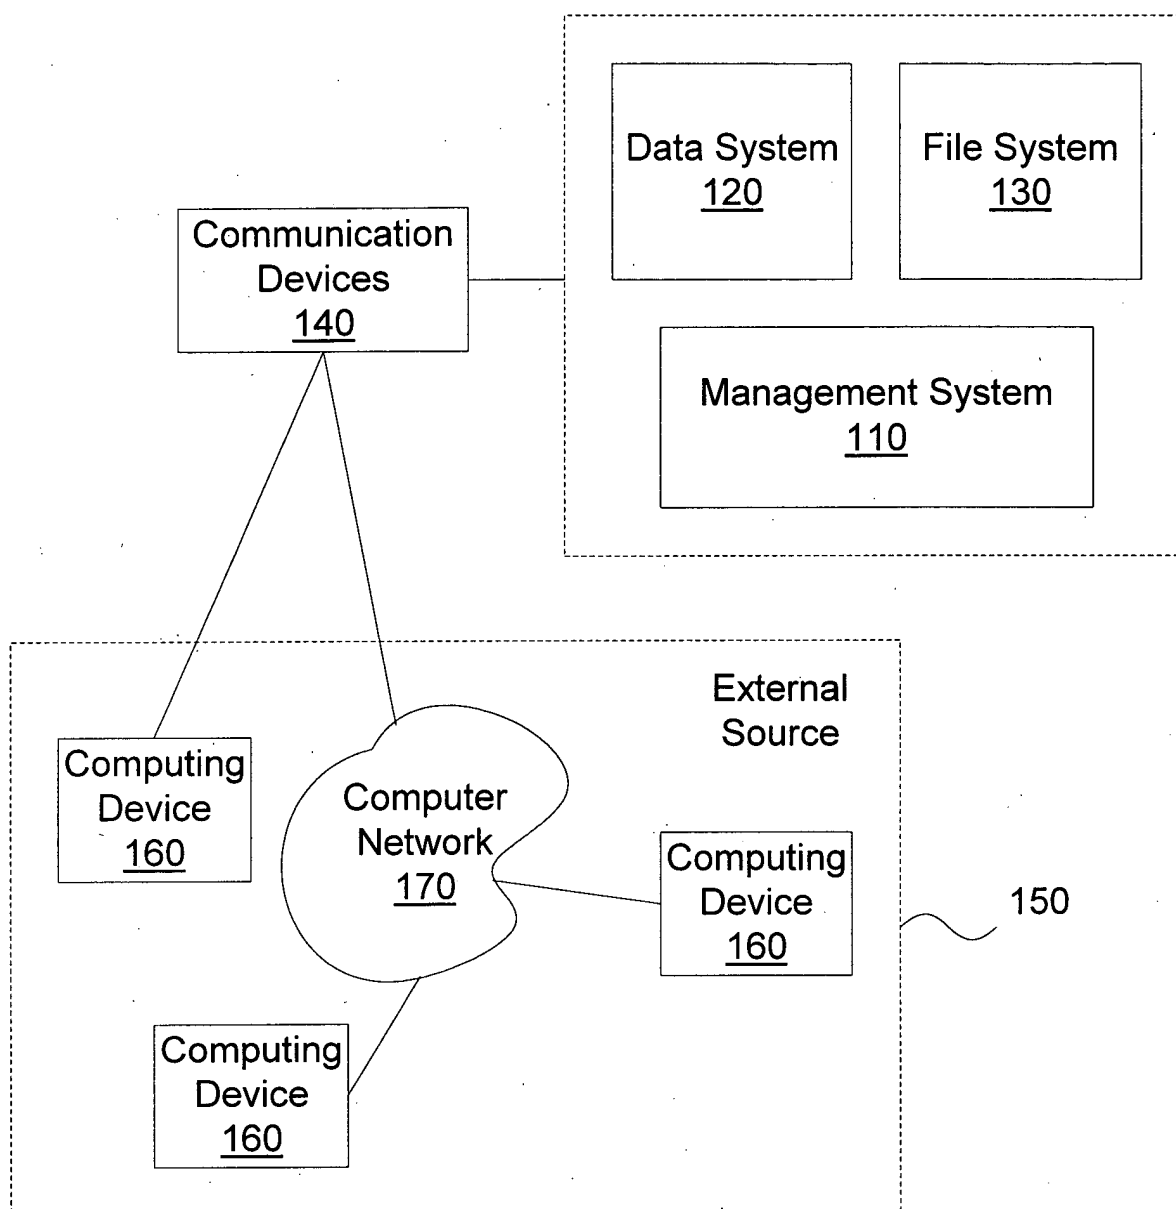 Data System
120
File System
130
Communication
Devices
140
Management System
110
External
Source
Computing
Device
160
Computer
Network
170
Computing
Device
160
150
Computing
Device
160